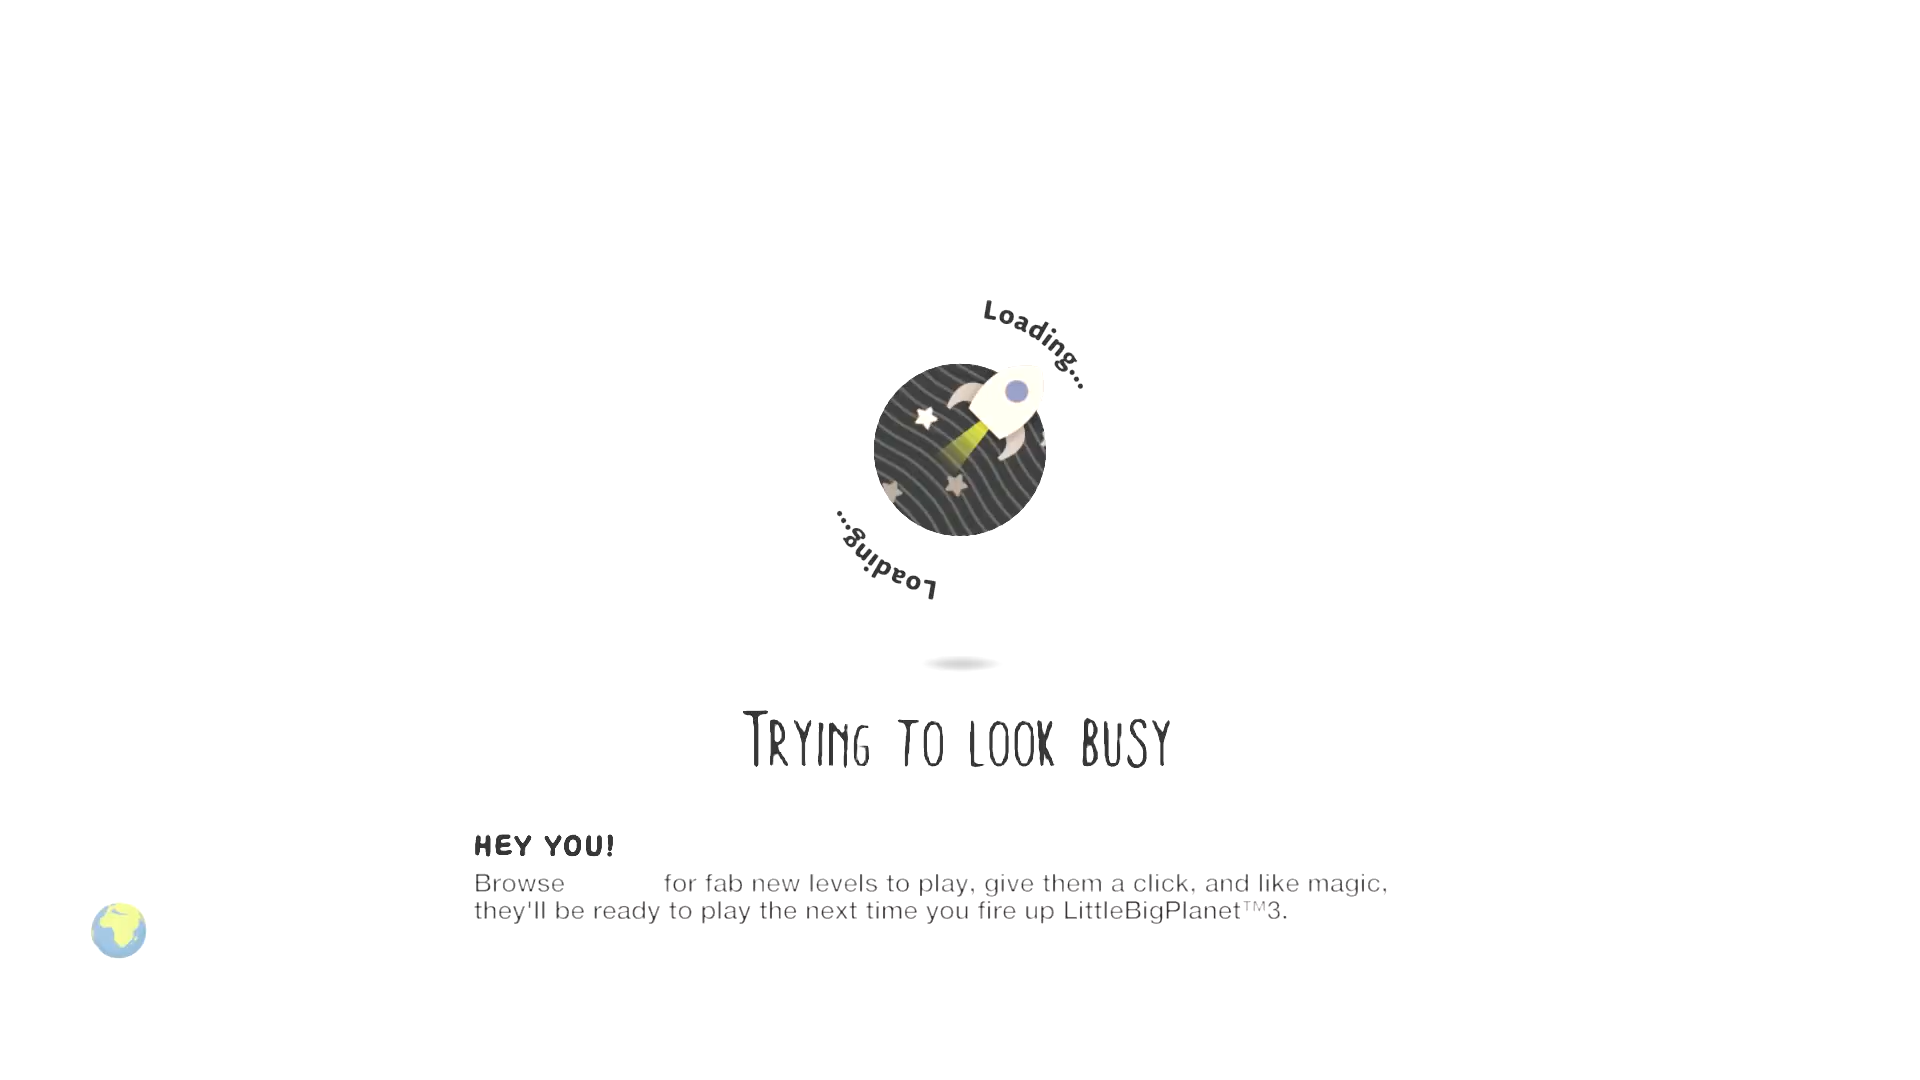 Loading...
Loading...
Trying to look busy
HEY YOU!
Browse for fab new levels to play, give them a click, and like magic,
they'll be ready to play the next time you fire up LittleBigPlanet™3.